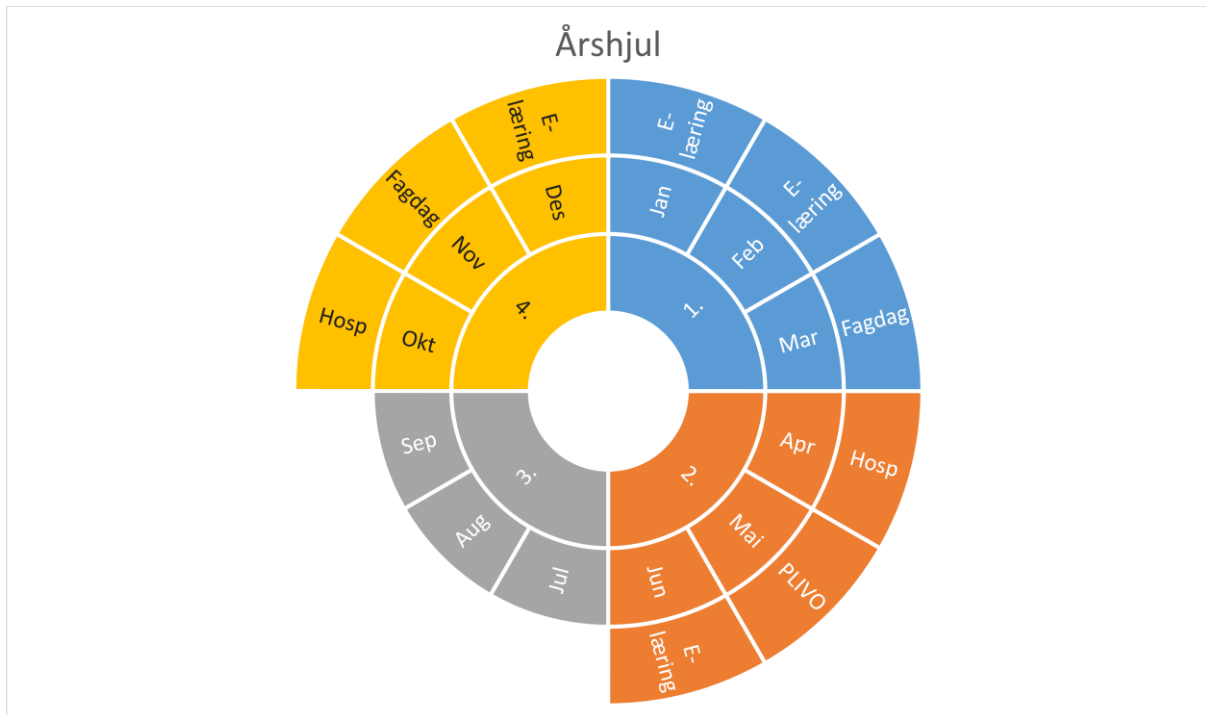 Årshjul
1.
Jan
E-
læring
Feb
E-
læring
Mar
Fagdag
2.
Apr
Hosp
Mai
PLIVO
Jun
E-
læring
3.
Jul
Aug
Sep
4.
Okt
Hosp
Nov
Fagdag
Des
E-
læring